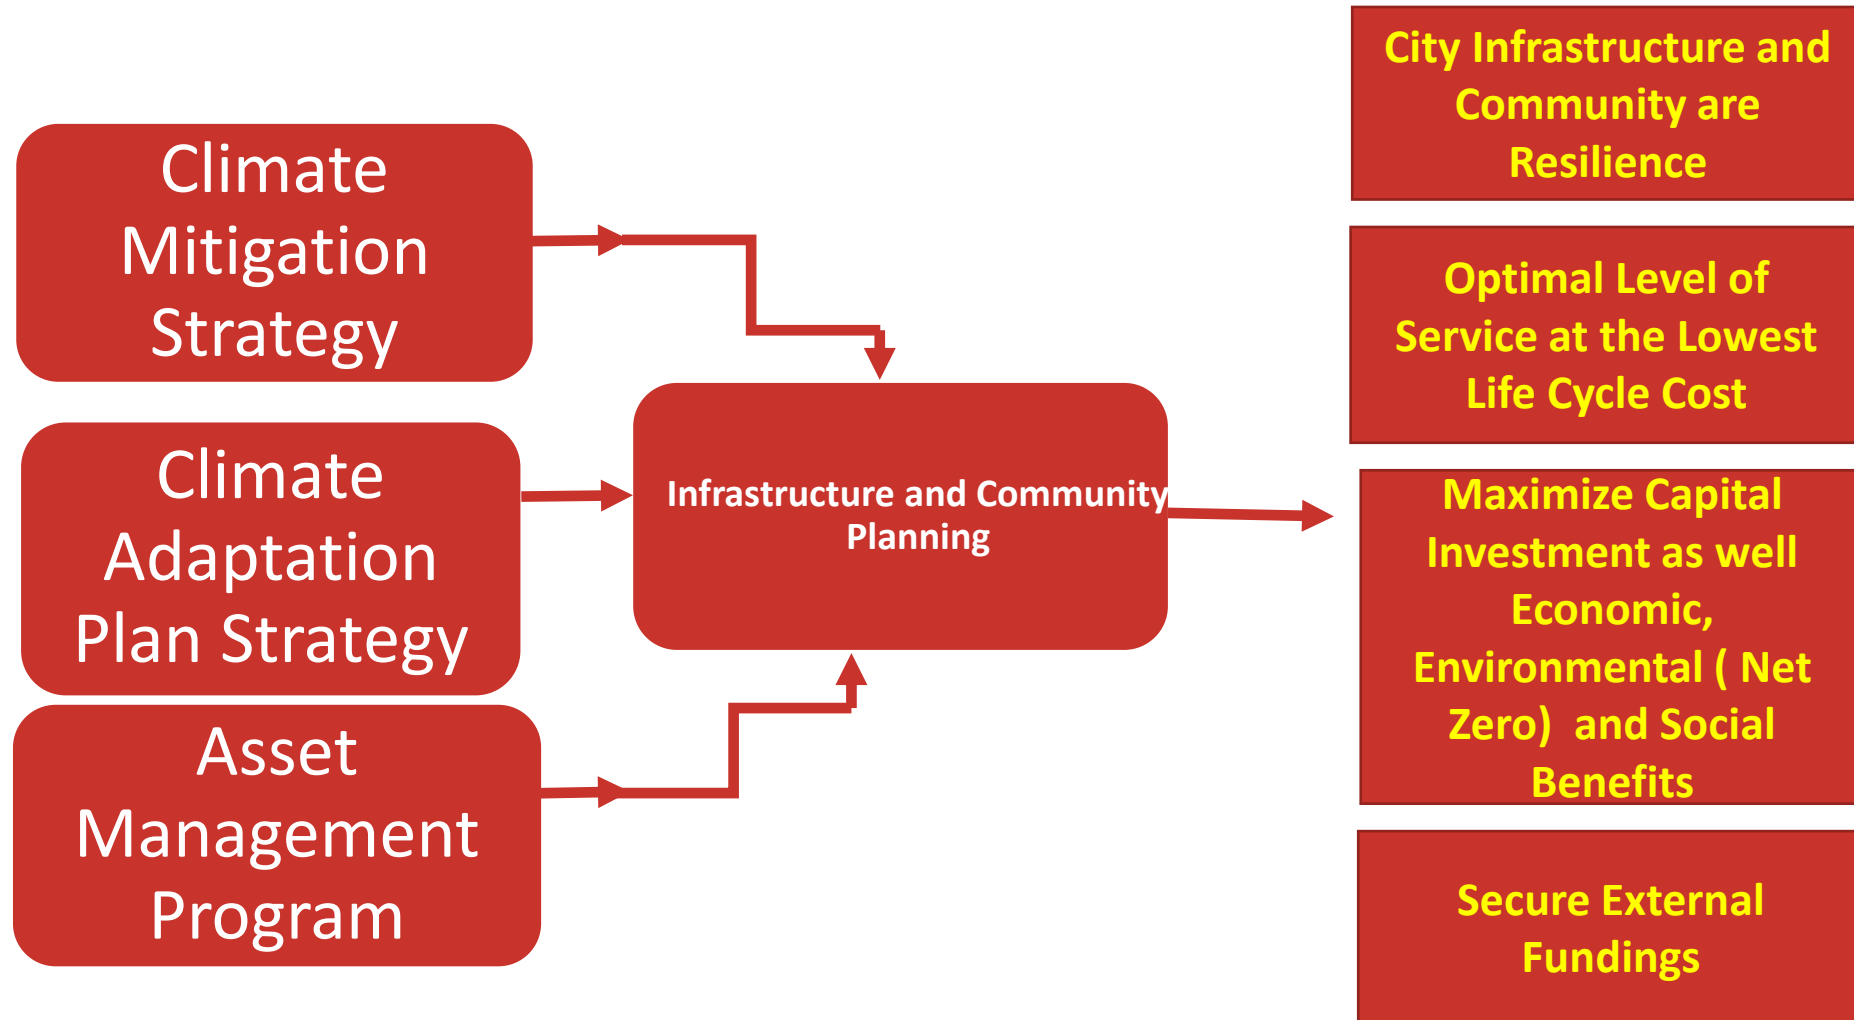 Climate
Mitigation
Strategy
Climate
Adaptation
Plan Strategy
Asset
Management
Program
Infrastructure and Community
Planning
City Infrastructure and
Community are
Resilience
Optimal Level of
Service at the Lowest
Life Cycle Cost
Maximize Capital
Investment as well
Economic,
Environmental ( Net
Zero)  and Social
Benefits
Secure External
Fundings